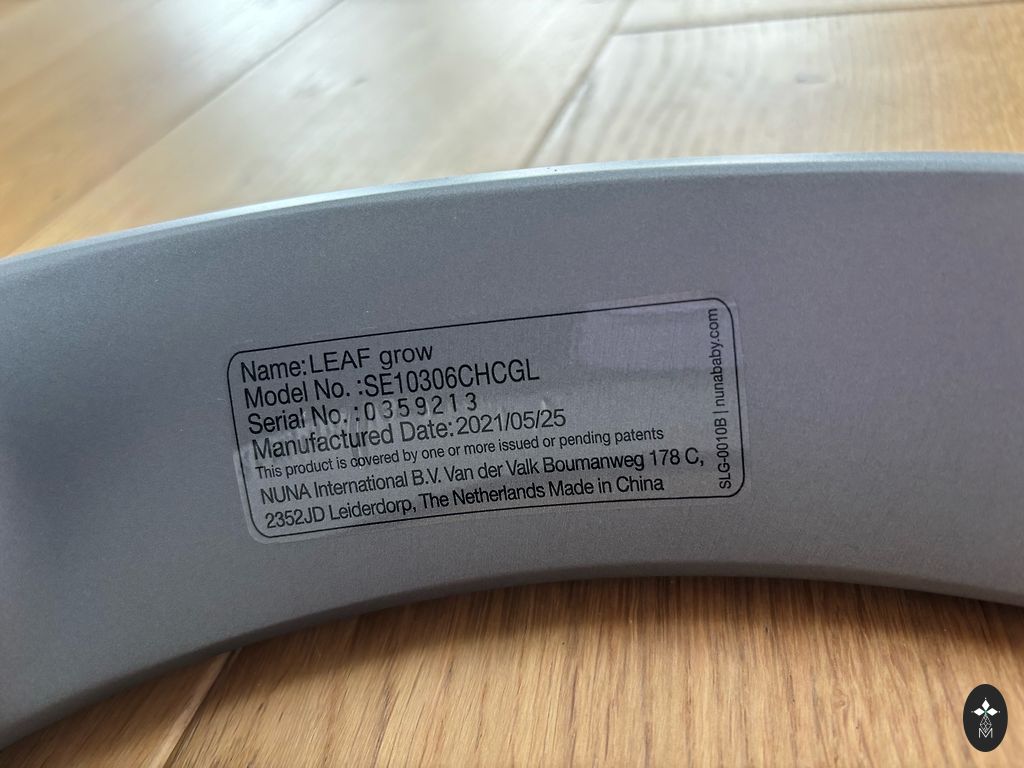 Name:LEAF grow
Model No. :SE10306CHCGL
Serial No. :0359213
Manufactured Date:2021/05/25
This product is covered by one or more issued or pending patents
NUNA International B.V. Van der Valk Boumanweg 178 C,
2352JD Leiderdorp, The Netherlands Made in China
SLG-0010B | nunababy.com
M